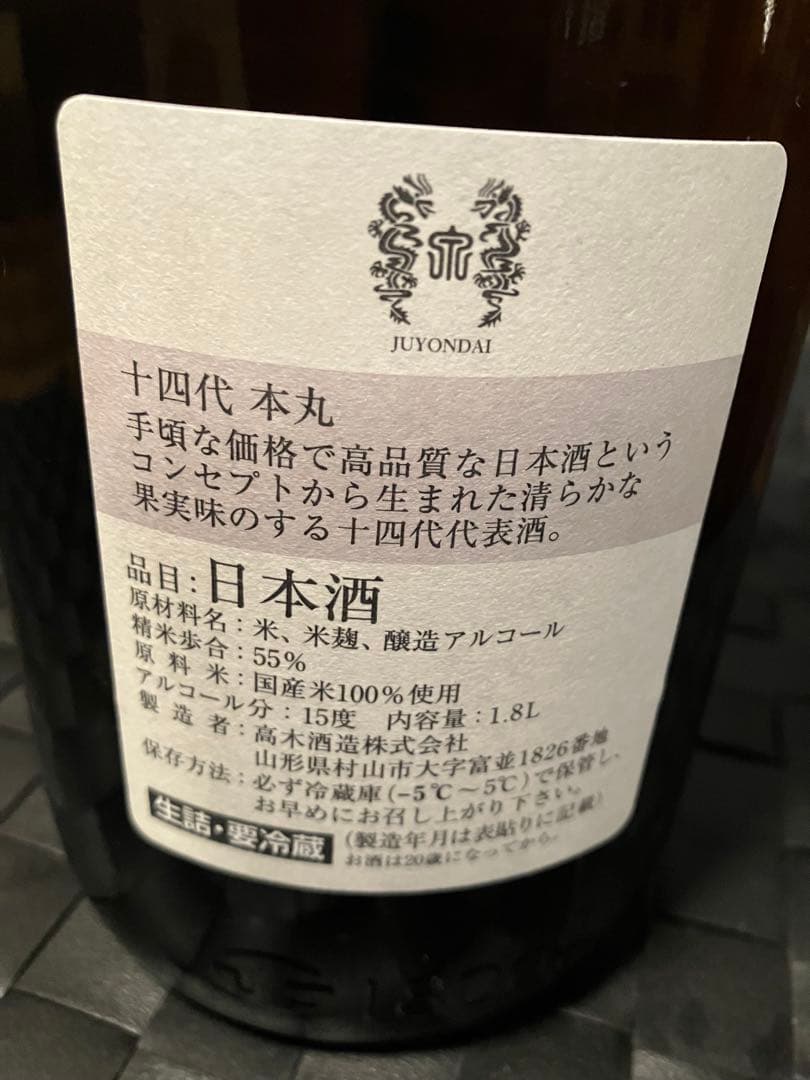 JUYONDAI
十四代 本丸
手頃な価格で高品質な日本酒という
コンセプトから生まれた清らかな
果実味のする十四代代表酒。
品目:日本酒
原材料名:米、米麹、醸造アルコール
精米歩合:55%
原料米:国産米100%使用
アルコール分:15度 内容量:1.8L
製造者:高木酒造株式会社
山形県村山市大字富並1826番地
保存方法:必ず冷蔵庫(-5℃~5℃)で保管し、
お早めにお召し上がり下さい。
生詰・要冷蔵 (製造年月は表貼りに記載)
お酒は20歳になってから。